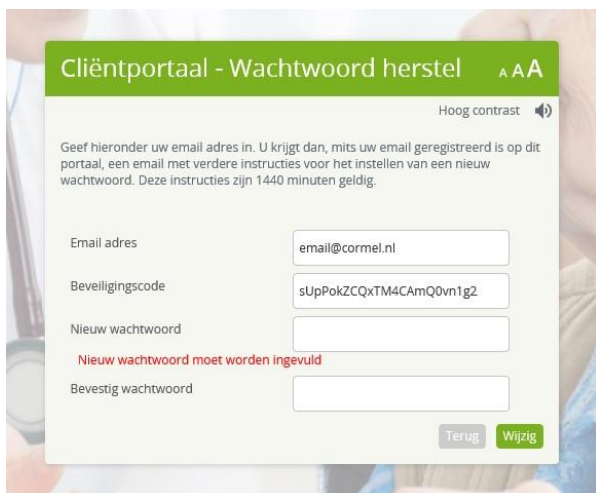 Cliëntportaal - Wachtwoord herstel A A A
Hoog contrast
Geef hieronder uw email adres in. U krijgt dan, mits uw email geregistreerd is op dit
portaal, een email met verdere instructies voor het instellen van een nieuw
wachtwoord. Deze instructies zijn 1440 minuten geldig.
Email adres email@cormel.nl
Beveiligingscode sUpPokZCQxTM4CAmQ0vn1g2
Nieuw wachtwoord
Nieuw wachtwoord moet worden ingevuld
Bevestig wachtwoord
Terug Wijzig